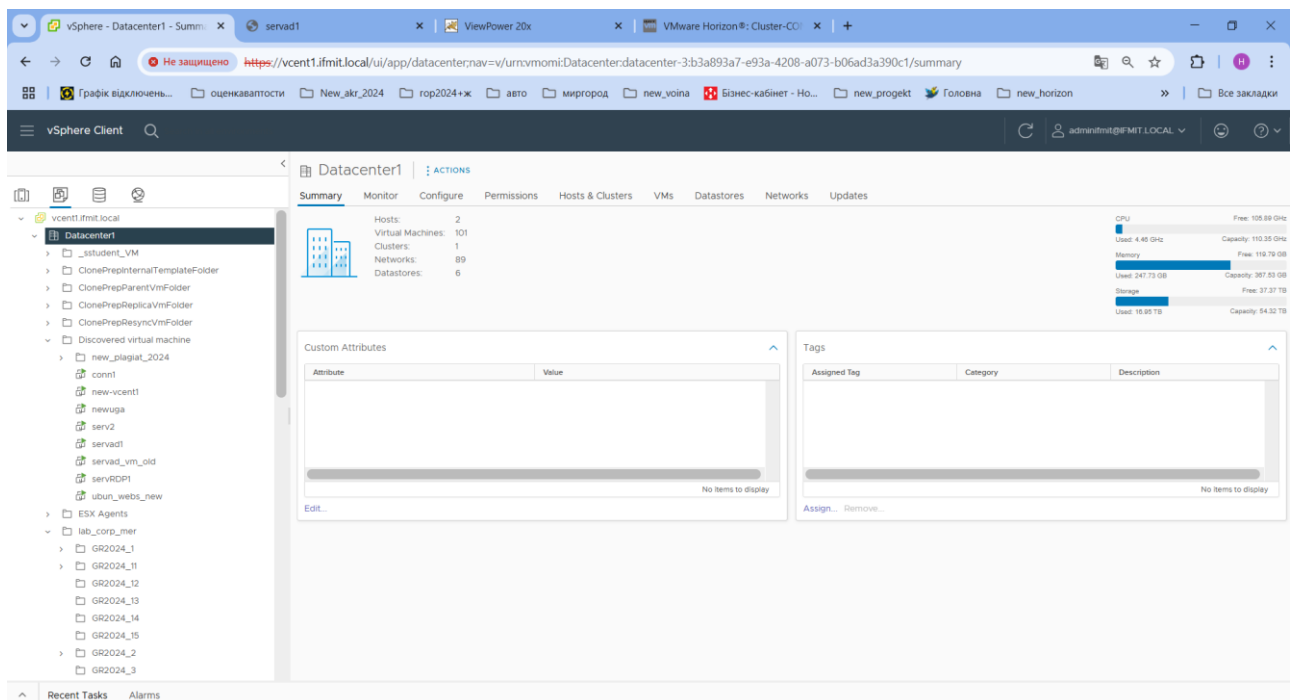 vSphere - Datacenter1 - Summ
servad1
ViewPower 20x
VMware Horizon®: Cluster-CO
Не защищено https://vcent1.ifmit.local/ui/app/datacenter;nav=v/urn:vmomi:Datacenter:datacenter-3:b3a893a7-e93a-4208-a073-b06ad3a390c1/summary
H
Графік відключень...
оценкаваптости
New_akr_2024
гор2024+ж
авто
миргород
new_voina
Бізнес-кабінет - Но...
new_progekt
Головна
new_horizon
»
Все закладки
vSphere Client
adminifmit@IFMIT.LOCAL
vcent1.ifmit.local
Datacenter1
_sstudent_VM
ClonePrepInternalTemplateFolder
ClonePrepParentVmFolder
ClonePrepReplicaVmFolder
ClonePrepResyncVmFolder
Discovered virtual machine
new_plagiat_2024
conn1
new-vcent1
newuga
serv2
servad1
servad_vm_old
servRDP1
ubun_webs_new
ESX Agents
lab_corp_mer
GR2024_1
GR2024_11
GR2024_12
GR2024_13
GR2024_14
GR2024_15
GR2024_2
GR2024_3
Datacenter1
ACTIONS
Summary Monitor Configure Permissions Hosts & Clusters VMs Datastores Networks Updates
Hosts: 2
Virtual Machines: 101
Clusters: 1
Networks: 89
Datastores: 6
CPU Free: 105.89 GHz
Used: 4.46 GHz Capacity: 110.35 GHz
Memory Free: 119.79 GB
Used: 247.73 GB Capacity: 367.53 GB
Storage Free: 37.37 TB
Used: 16.95 TB Capacity: 54.32 TB
Custom Attributes
Attribute Value
No items to display
Edit...
Tags
Assigned Tag Category Description
No items to display
Assign... Remove...
Recent Tasks Alarms